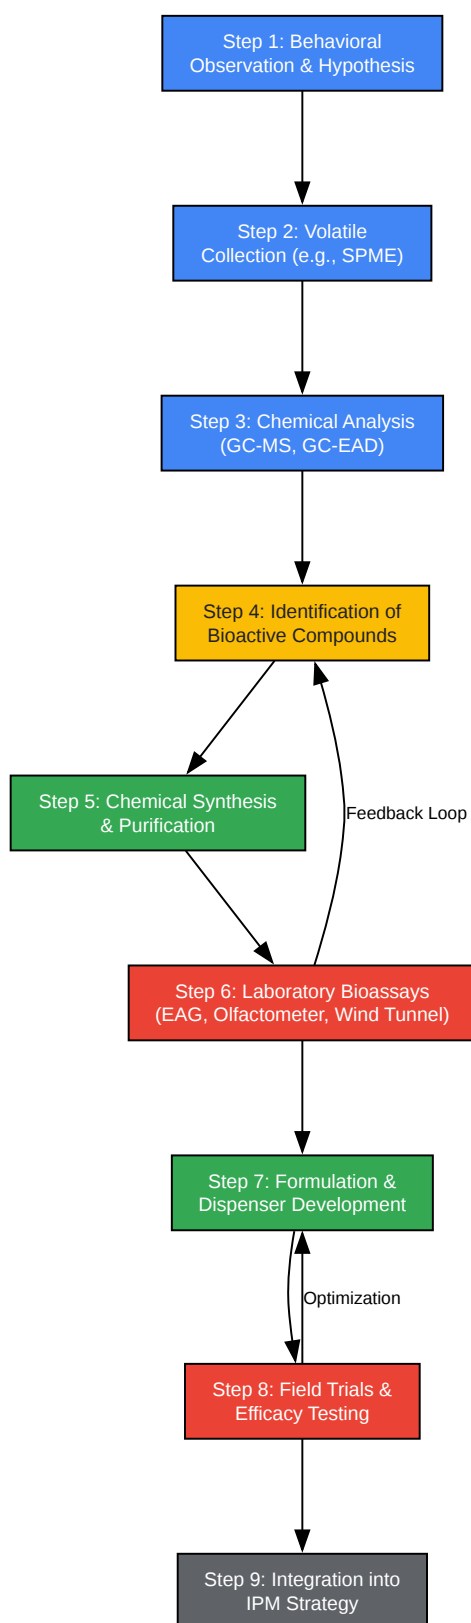 Step 1: Behavioral
Observation & Hypothesis
Step 2: Volatile
Collection (e.g., SPME)
Step 3: Chemical Analysis
(GC-MS, GC-EAD)
Step 4: Identification of
Bioactive Compounds
Step 5: Chemical Synthesis
& Purification
Feedback Loop
Step 6: Laboratory Bioassays
(EAG, Olfactometer, Wind Tunnel)
Step 7: Formulation &
Dispenser Development
Optimization
Step 8: Field Trials &
Efficacy Testing
Step 9: Integration into
IPM Strategy